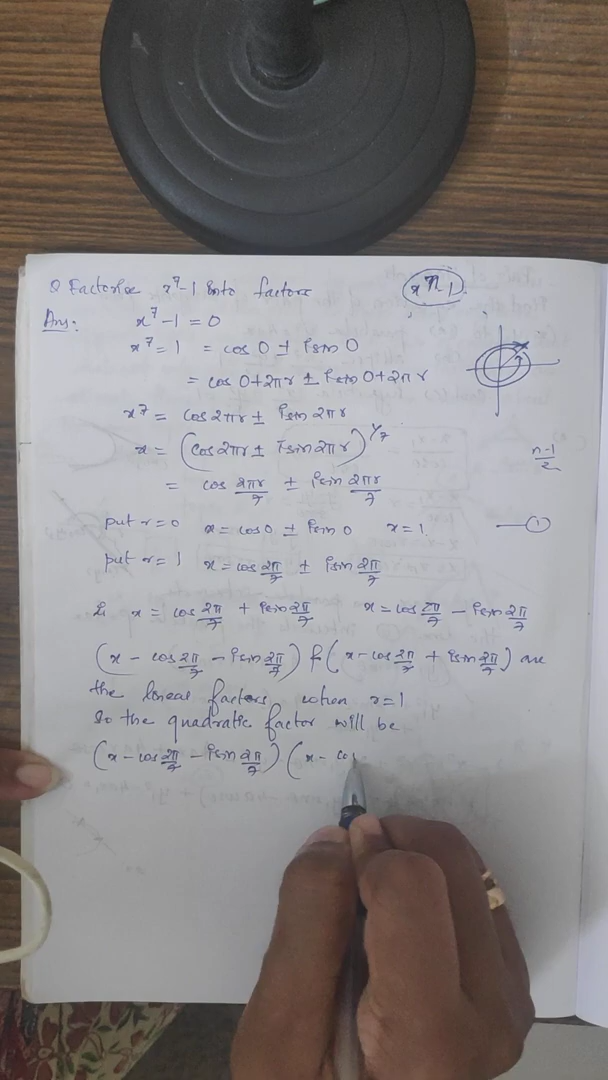 Q Factorise x⁷-1 into factors
x⁷-1
Ans: x⁷-1 = 0
x⁷ = 1 = cos 0 ± i sin 0
= cos 0+2πr ± i sin 0+2πr
x⁷ = cos 2πr ± i sin 2πr
x = (cos 2πr ± i sin 2πr)^1/7
n-1/2
= cos 2πr/7 ± i sin 2πr/7
put r=0 x = cos 0 ± i sin 0 x=1. —①
put r=1 x = cos 2π/7 ± i sin 2π/7
x = cos 2π/7 + i sin 2π/7 x = cos 2π/7 - i sin 2π/7
(x - cos 2π/7 - i sin 2π/7) & (x - cos 2π/7 + i sin 2π/7) are
the linear factors when r=1
So the quadratic factor will be
(x - cos 2π/7 - i sin 2π/7) (x - cos